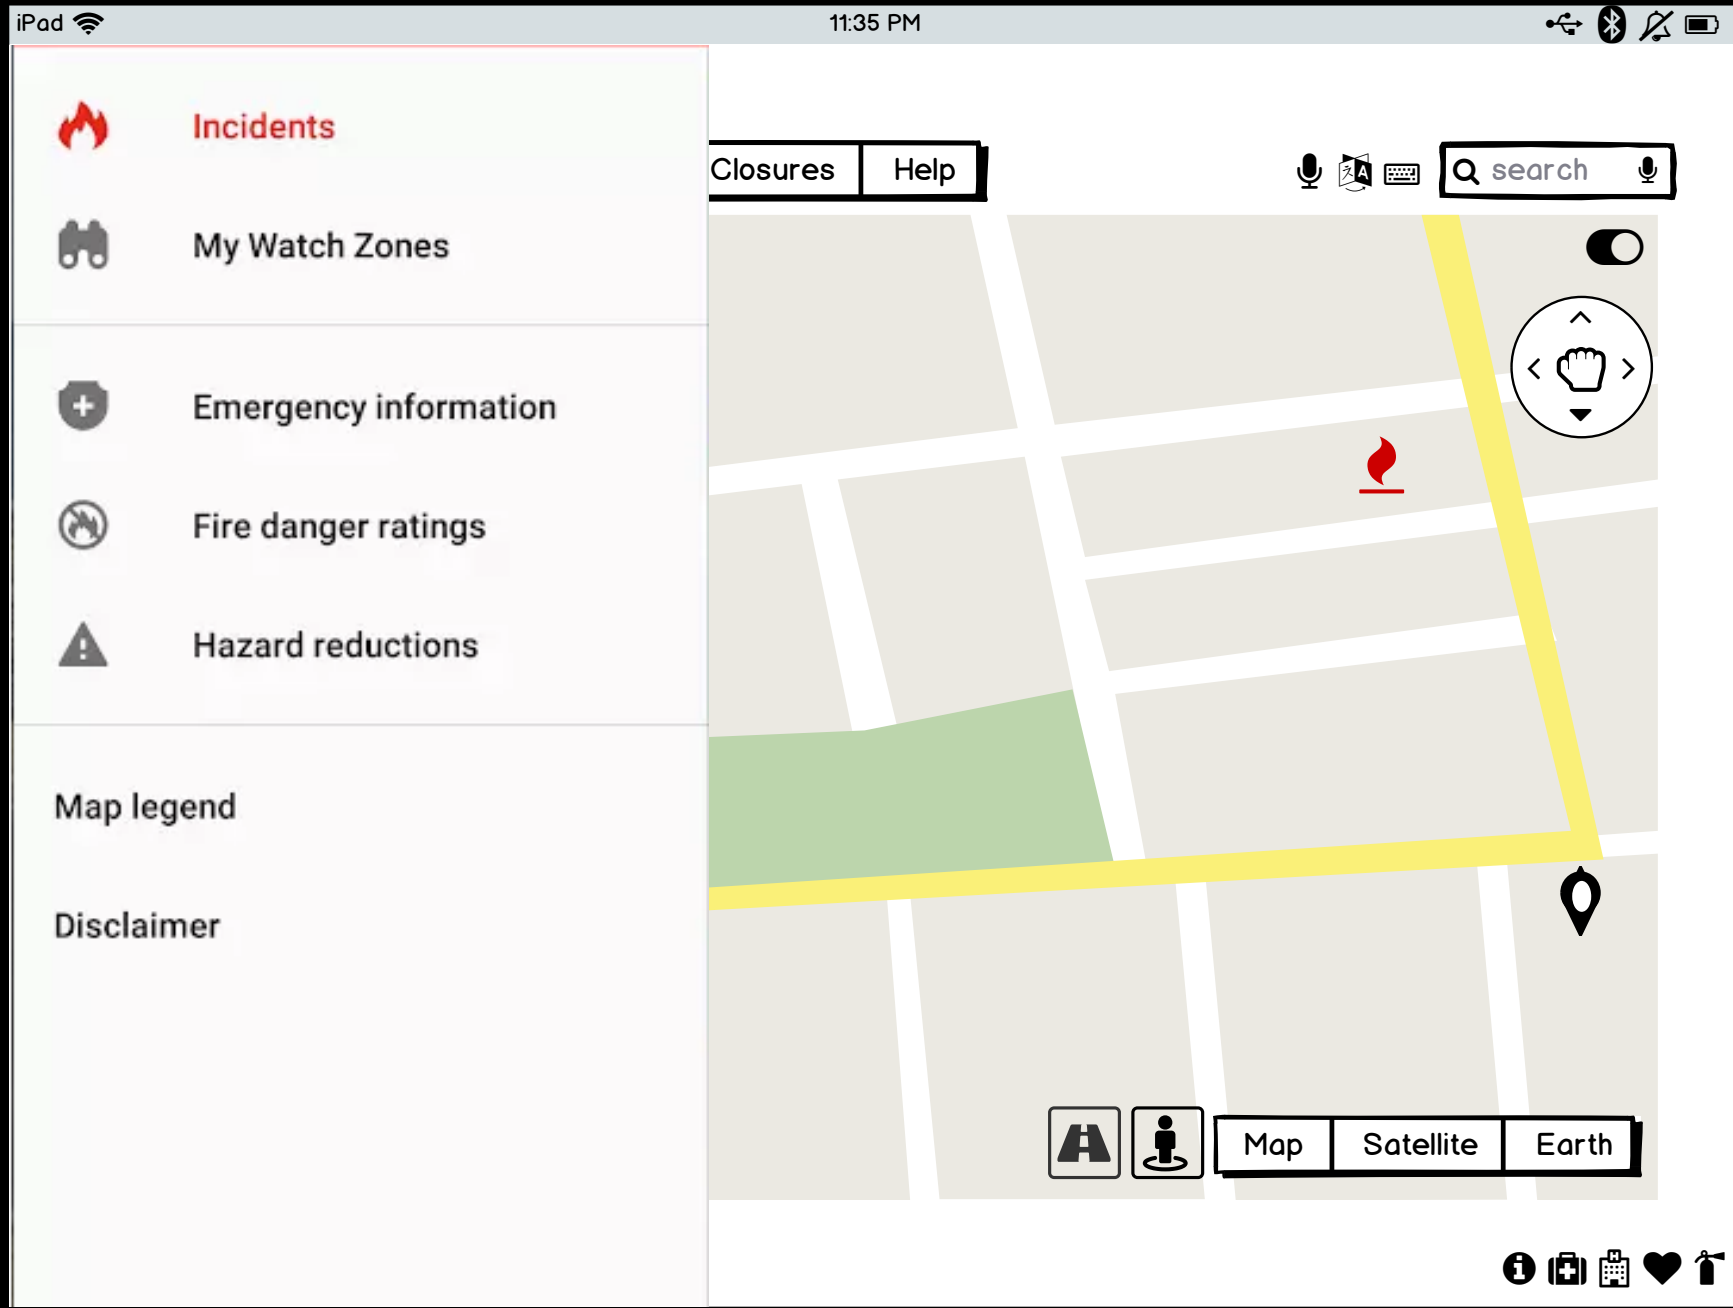 iPad 11:35 PM
Incidents
My Watch Zones
Emergency information
Fire danger ratings
Hazard reductions
Map legend
Disclaimer
Closures Help
search
Map Satellite Earth